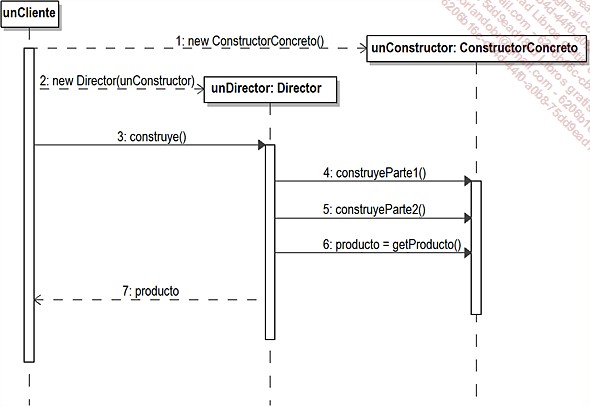 unCliente
1: new ConstructorConcreto()
unConstructor: ConstructorConcreto
2: new Director(unConstructor)
unDirector: Director
3: construye()
4: construyeParte1()
5: construyeParte2()
6: producto = getProducto()
7: producto